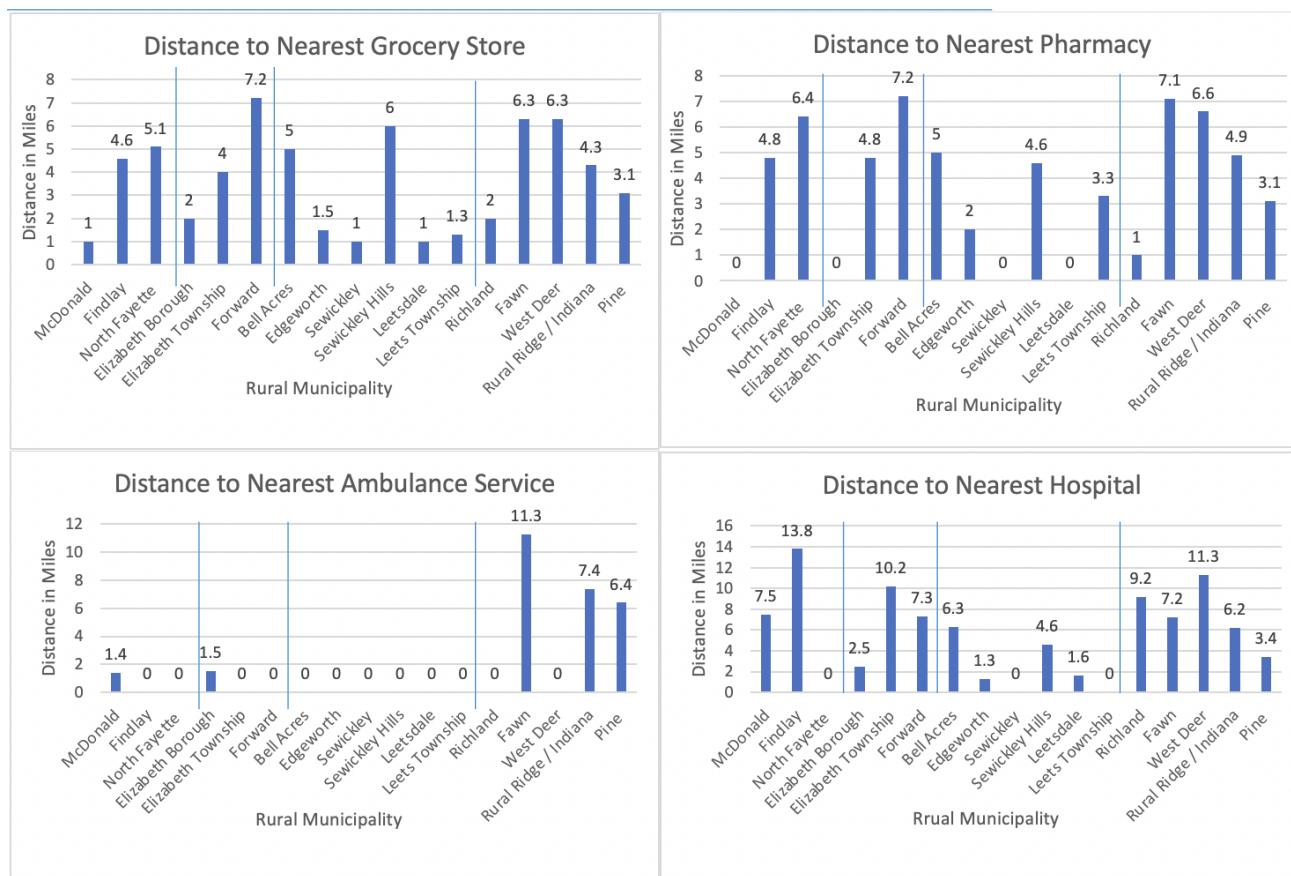 Distance to Nearest Grocery Store
Distance in Miles
8
7
6
5
4
3
2
1
0
1
4.6
5.1
2
4
7.2
5
1.5
1
6
1
1.3
2
6.3
6.3
4.3
3.1
McDonald
Findlay
North Fayette
Elizabeth Borough
Elizabeth Township
Forward
Bell Acres
Edgeworth
Sewickley
Sewickley Hills
Leetsdale
Leets Township
Richland
Fawn
West Deer
Rural Ridge / Indiana
Pine
Rural Municipality
Distance to Nearest Pharmacy
Distance in Miles
8
7
6
5
4
3
2
1
0
0
4.8
6.4
0
4.8
7.2
5
2
0
4.6
0
3.3
1
7.1
6.6
4.9
3.1
McDonald
Findlay
North Fayette
Elizabeth Borough
Elizabeth Township
Forward
Bell Acres
Edgeworth
Sewickley
Sewickley Hills
Leetsdale
Leets Township
Richland
Fawn
West Deer
Rural Ridge / Indiana
Pine
Rural Municipality
Distance to Nearest Ambulance Service
Distance in Miles
12
10
8
6
4
2
0
1.4
0
0
1.5
0
0
0
0
0
0
0
0
0
11.3
0
7.4
6.4
McDonald
Findlay
North Fayette
Elizabeth Borough
Elizabeth Township
Forward
Bell Acres
Edgeworth
Sewickley
Sewickley Hills
Leetsdale
Leets Township
Richland
Fawn
West Deer
Rural Ridge / Indiana
Pine
Rural Municipality
Distance to Nearest Hospital
Distance in Miles
16
14
12
10
8
6
4
2
0
7.5
13.8
0
2.5
10.2
7.3
6.3
1.3
0
4.6
1.6
0
9.2
7.2
11.3
6.2
3.4
McDonald
Findlay
North Fayette
Elizabeth Borough
Elizabeth Township
Forward
Bell Acres
Edgeworth
Sewickley
Sewickley Hills
Leetsdale
Leets Township
Richland
Fawn
West Deer
Rural Ridge / Indiana
Pine
Rrual Municipality